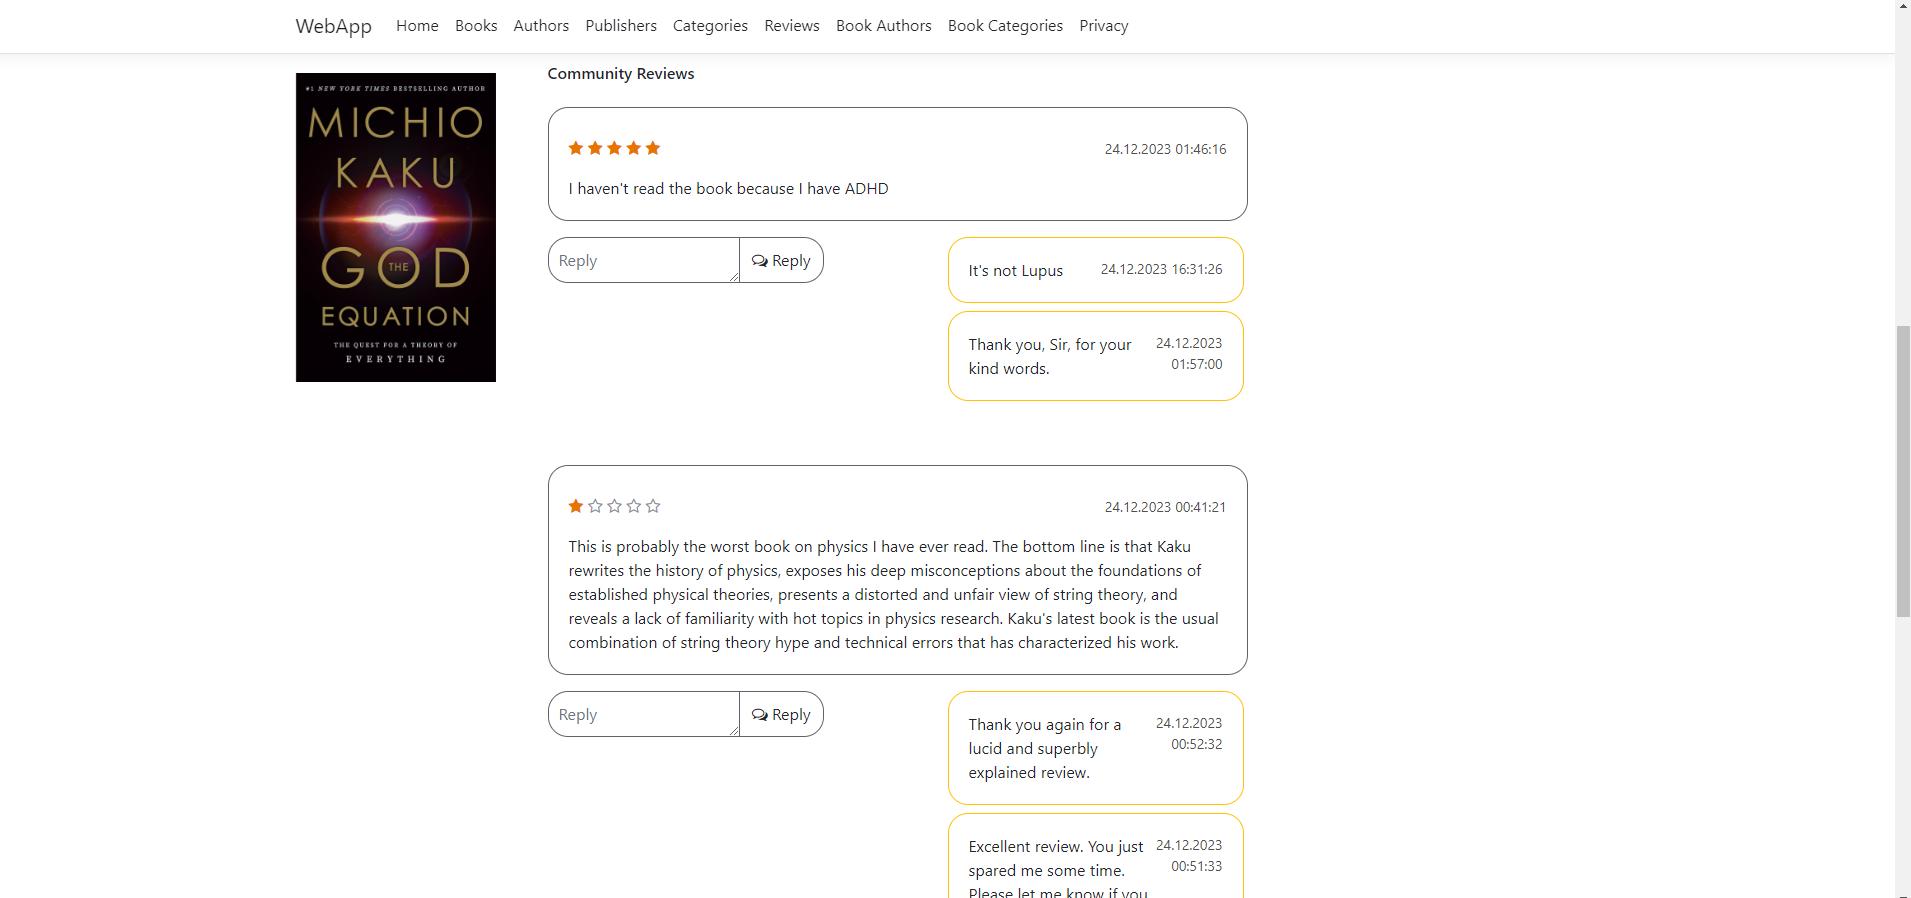 WebApp Home Books Authors Publishers Categories Reviews Book Authors Book Categories Privacy
#1 NEW YORK TIMES BESTSELLING AUTHOR
MICHIO
KAKU
THE
GOD
EQUATION
THE QUEST FOR A THEORY OF
EVERYTHING
Community Reviews
24.12.2023 01:46:16
I haven't read the book because I have ADHD
Reply Reply
It's not Lupus 24.12.2023 16:31:26
Thank you, Sir, for your 24.12.2023
kind words. 01:57:00
24.12.2023 00:41:21
This is probably the worst book on physics I have ever read. The bottom line is that Kaku
rewrites the history of physics, exposes his deep misconceptions about the foundations of
established physical theories, presents a distorted and unfair view of string theory, and
reveals a lack of familiarity with hot topics in physics research. Kaku's latest book is the usual
combination of string theory hype and technical errors that has characterized his work.
Reply Reply
Thank you again for a 24.12.2023
lucid and superbly 00:52:32
explained review.
Excellent review. You just 24.12.2023
spared me some time. 00:51:33
Please let me know if you